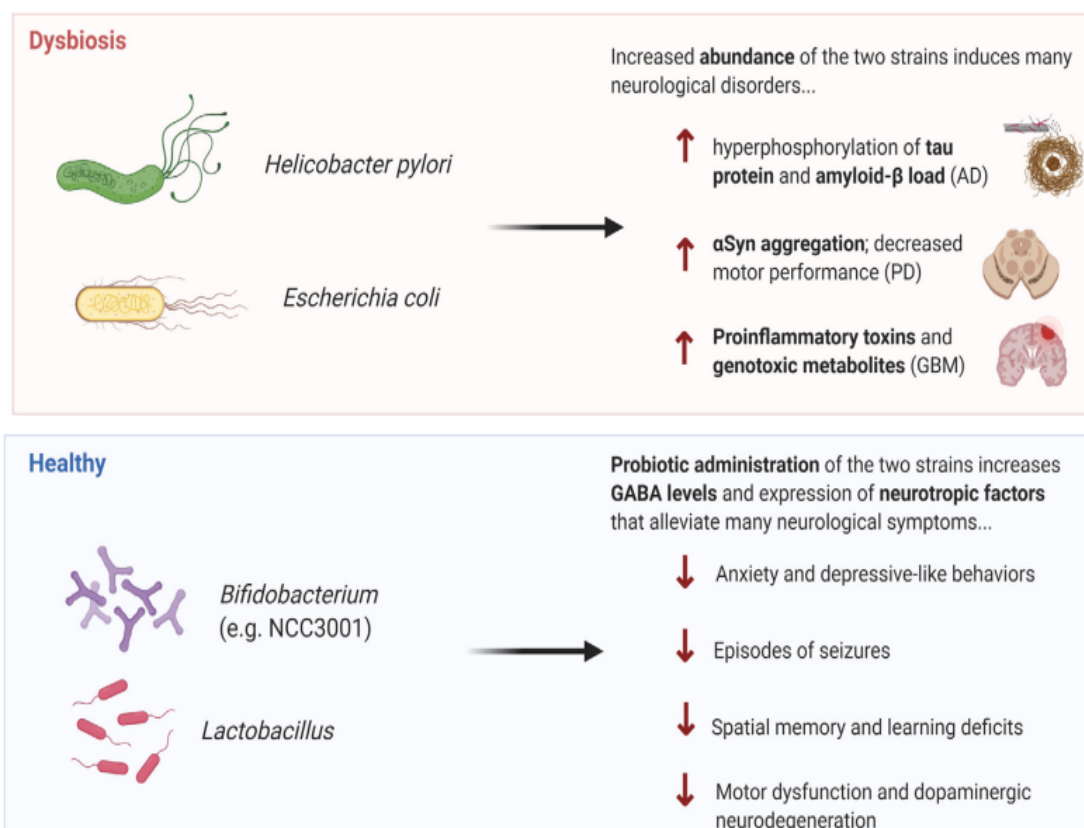 Dysbiosis
Helicobacter pylori
Escherichia coli
Increased abundance of the two strains induces many
neurological disorders...
hyperphosphorylation of tau
protein and amyloid-β load (AD)
αSyn aggregation; decreased
motor performance (PD)
Proinflammatory toxins and
genotoxic metabolites (GBM)
Healthy
Bifidobacterium
(e.g. NCC3001)
Lactobacillus
Probiotic administration of the two strains increases
GABA levels and expression of neurotropic factors
that alleviate many neurological symptoms...
Anxiety and depressive-like behaviors
Episodes of seizures
Spatial memory and learning deficits
Motor dysfunction and dopaminergic
neurodegeneration